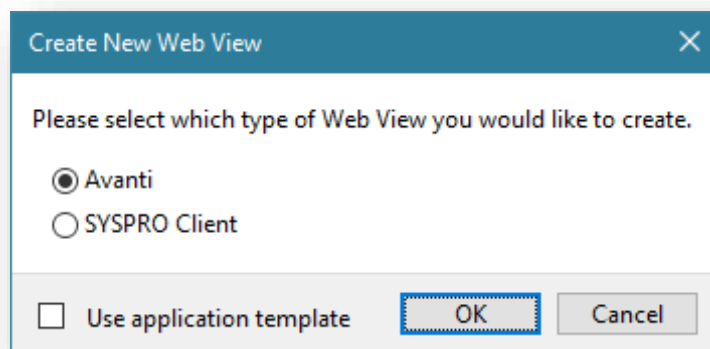 Create New Web View
Please select which type of Web View you would like to create.
Avanti
SYSPRO Client
Use application template
OK
Cancel